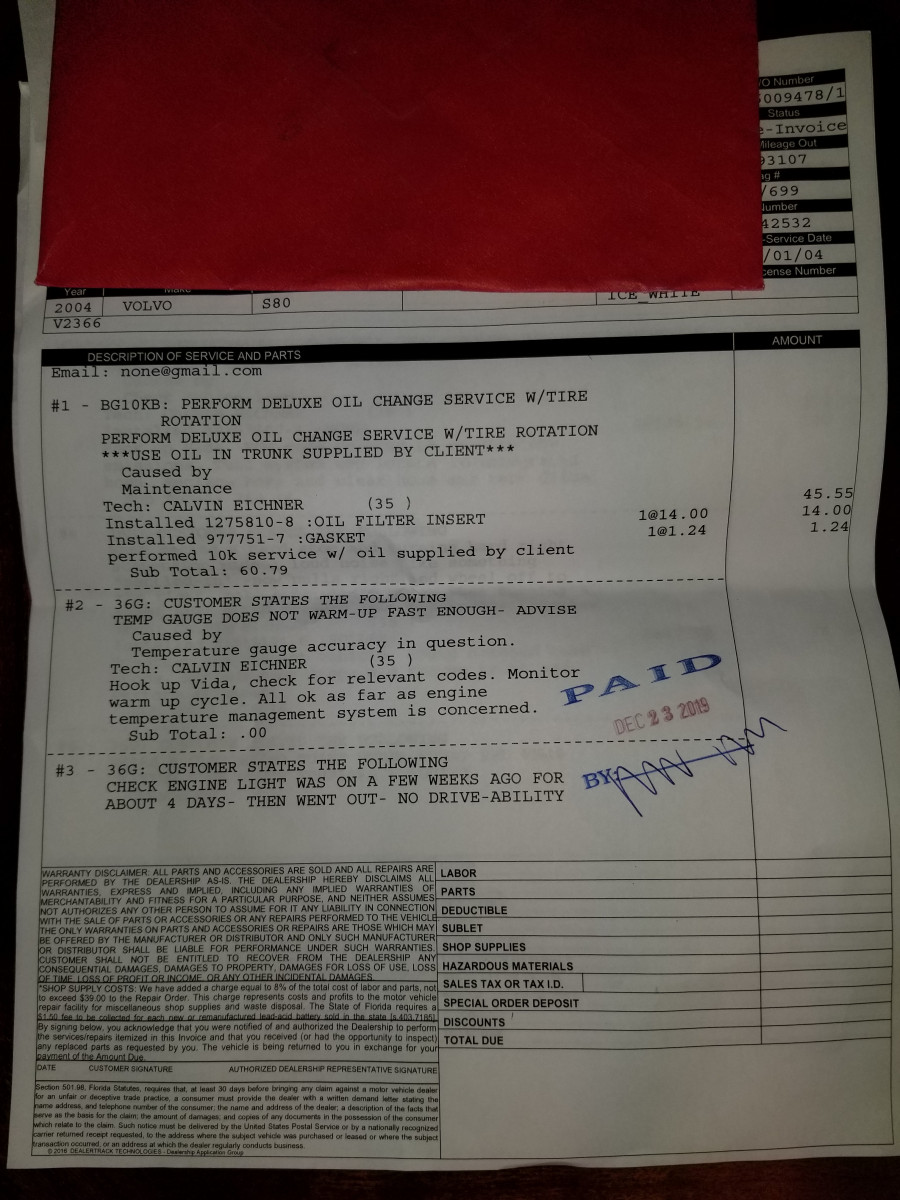 /O Number
009478/1
Status
e-Invoice
Mileage Out
93107
ag #
/699
Number
42532
-Service Date
/01/04
cense Number
Year Make
2004 VOLVO S80 ICE_WHITE
V2366
DESCRIPTION OF SERVICE AND PARTS AMOUNT
Email: none@gmail.com
#1 - BG10KB: PERFORM DELUXE OIL CHANGE SERVICE W/TIRE
ROTATION
PERFORM DELUXE OIL CHANGE SERVICE W/TIRE ROTATION
***USE OIL IN TRUNK SUPPLIED BY CLIENT***
Caused by
Maintenance
Tech: CALVIN EICHNER (35 ) 45.55
Installed 1275810-8 :OIL FILTER INSERT 1@14.00 14.00
Installed 977751-7 :GASKET 1@1.24 1.24
performed 10k service w/ oil supplied by client
Sub Total: 60.79
#2 - 36G: CUSTOMER STATES THE FOLLOWING
TEMP GAUGE DOES NOT WARM-UP FAST ENOUGH- ADVISE
Caused by
Temperature gauge accuracy in question.
Tech: CALVIN EICHNER (35 )
Hook up Vida, check for relevant codes. Monitor
warm up cycle. All ok as far as engine
temperature management system is concerned.
Sub Total: .00
PAID
DEC 23 2019
BY
#3 - 36G: CUSTOMER STATES THE FOLLOWING
CHECK ENGINE LIGHT WAS ON A FEW WEEKS AGO FOR
ABOUT 4 DAYS- THEN WENT OUT- NO DRIVE-ABILITY
WARRANTY DISCLAIMER: ALL PARTS AND ACCESSORIES ARE SOLD AND ALL REPAIRS ARE
PERFORMED BY THE DEALERSHIP AS-IS. THE DEALERSHIP HEREBY DISCLAIMS ALL
WARRANTIES, EXPRESS AND IMPLIED, INCLUDING ANY IMPLIED WARRANTIES OF
MERCHANTABILITY AND FITNESS FOR A PARTICULAR PURPOSE, AND NEITHER ASSUMES
NOT AUTHORIZES ANY OTHER PERSON TO ASSUME FOR IT ANY LIABILITY IN CONNECTION
WITH THE SALE OF PARTS OR ACCESSORIES OR ANY REPAIRS PERFORMED TO THE VEHICLE
THE ONLY WARRANTIES ON PARTS AND ACCESSORIES OR REPAIRS ARE THOSE WHICH MAY
BE OFFERED BY THE MANUFACTURER OR DISTRIBUTOR AND ONLY SUCH MANUFACTURER
OR DISTRIBUTOR SHALL BE LIABLE FOR PERFORMANCE UNDER SUCH WARRANTIES.
CUSTOMER SHALL NOT BE ENTITLED TO RECOVER FROM THE DEALERSHIP ANY
CONSEQUENTIAL DAMAGES, DAMAGES TO PROPERTY, DAMAGES FOR LOSS OF USE, LOSS
OF TIME, LOSS OF PROFIT OR INCOME, OR ANY OTHER INCIDENTAL DAMAGES.
*SHOP SUPPLY COSTS: We have added a charge equal to 8% of the total cost of labor and parts, not
to exceed $39.00 to the Repair Order. This charge represents costs and profits to the motor vehicle
repair facility for miscellaneous shop supplies and waste disposal. The State of Florida requires a
$1.50 fee to be collected for each new or remanufactured lead-acid battery sold in the state [s.403.7185].
By signing below, you acknowledge that you were notified of and authorized the Dealership to perform
the services/repairs itemized in this Invoice and that you received (or had the opportunity to inspect)
any replaced parts as requested by you. The vehicle is being returned to you in exchange for your
payment of the Amount Due.
DATE CUSTOMER SIGNATURE AUTHORIZED DEALERSHIP REPRESENTATIVE SIGNATURE
Section 501.98, Florida Statutes, requires that, at least 30 days before bringing any claim against a motor vehicle dealer
for an unfair or deceptive trade practice, a consumer must provide the dealer with a written demand letter stating the
name address, and telephone number of the consumer; the name and address of the dealer; a description of the facts that
serve as the basis for the claim; the amount of damages; and copies of any documents in the possession of the consumer
which relate to the claim. Such notice must be delivered by the United States Postal Service or by a nationally recognized
carrier returned receipt requested, to the address where the subject vehicle was purchased or leased or where the subject
transaction occurred, or an address at which the dealer regularly conducts business.
© 2016 DEALERTRACK TECHNOLOGIES - Dealership Application Group
LABOR
PARTS
DEDUCTIBLE
SUBLET
SHOP SUPPLIES
HAZARDOUS MATERIALS
SALES TAX OR TAX I.D.
SPECIAL ORDER DEPOSIT
DISCOUNTS
TOTAL DUE